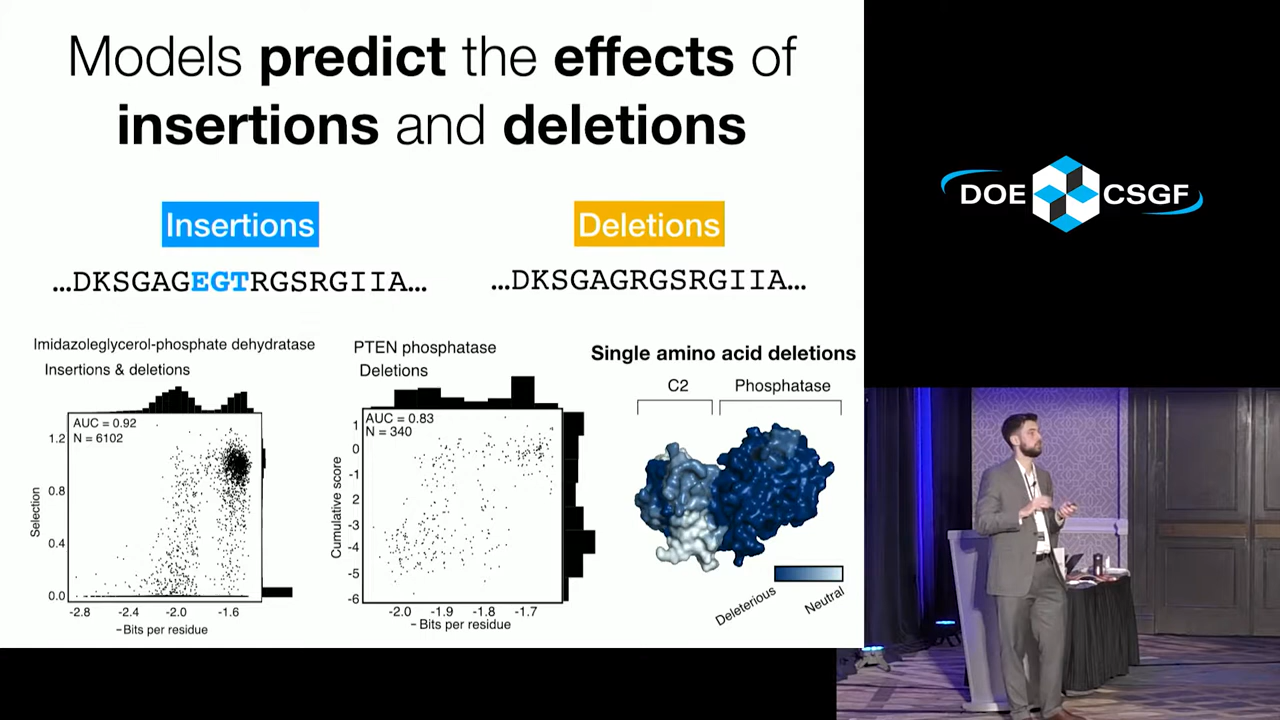 Models predict the effects of
insertions and deletions
Insertions
Deletions
...DKSGAGEGTRGSRGIIA...
...DKSGAGRGSRGIIA...
Imidazoleglycerol-phosphate dehydratase
Insertions & deletions
AUC = 0.92
N = 6102
1.2
0.8
0.4
0.0
Selection
-2.8 -2.4 -2.0 -1.6
−Bits per residue
PTEN phosphatase
Deletions
AUC = 0.83
N = 340
1
0
-1
2
-3
-4
-5
-6
Cumulative score
-2.0 -1.9 -1.8 -1.7
−Bits per residue
Single amino acid deletions
C2 Phosphatase
Deleterious
Neutral
DOE CSGF